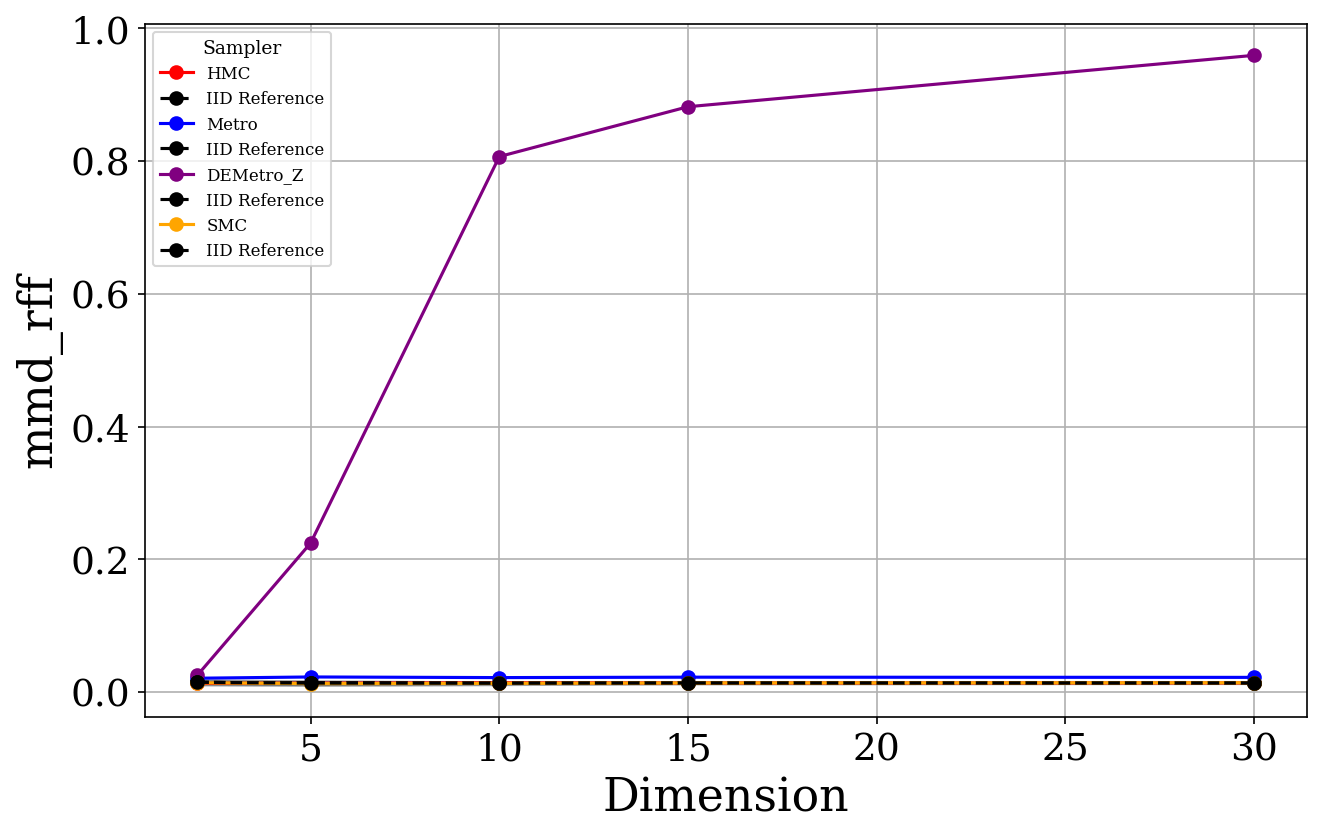 1.0
0.8
0.6
0.4
0.2
0.0
mmd_rff
Sampler
HMC
IID Reference
Metro
IID Reference
DEMetro_Z
IID Reference
SMC
IID Reference
5 10 15 20 25 30
Dimension